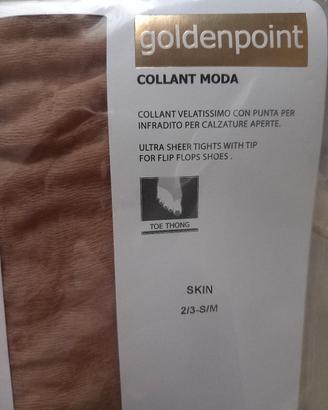 goldenpoint
COLLANT MODA
COLLANT VELATISSIMO CON PUNTA PER
INFRADITO PER CALZATURE APERTE.
ULTRA SHEER TIGHTS WITH TIP
FOR FLIP FLOPS SHOES .
TOE THONG
SKIN
2/3-S/M